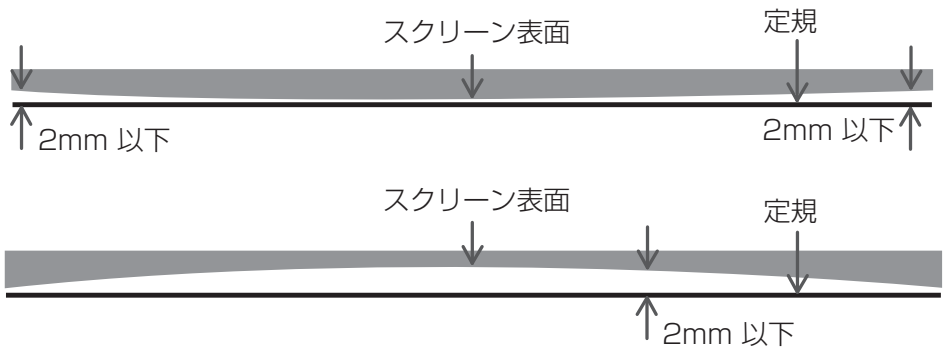 スクリーン表面
定規
2mm 以下
2mm 以下
スクリーン表面
定規
2mm 以下